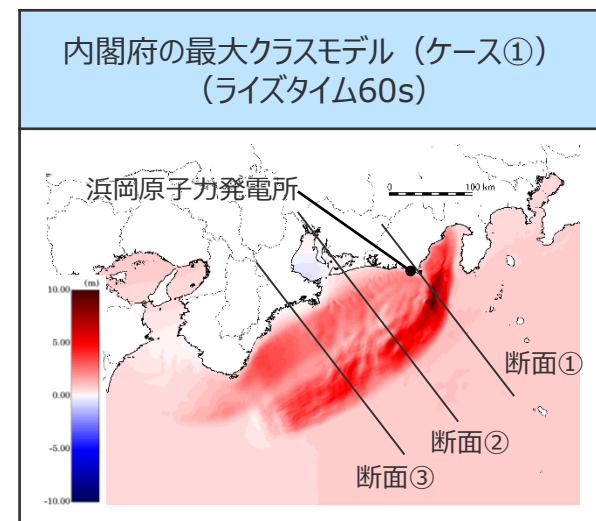 内閣府の最大クラスモデル（ケース①）
（ライズタイム60s）
浜岡原子力発電所
0 100 km
(m)
10.00
5.00
0.00
-5.00
-10.00
断面①
断面②
断面③